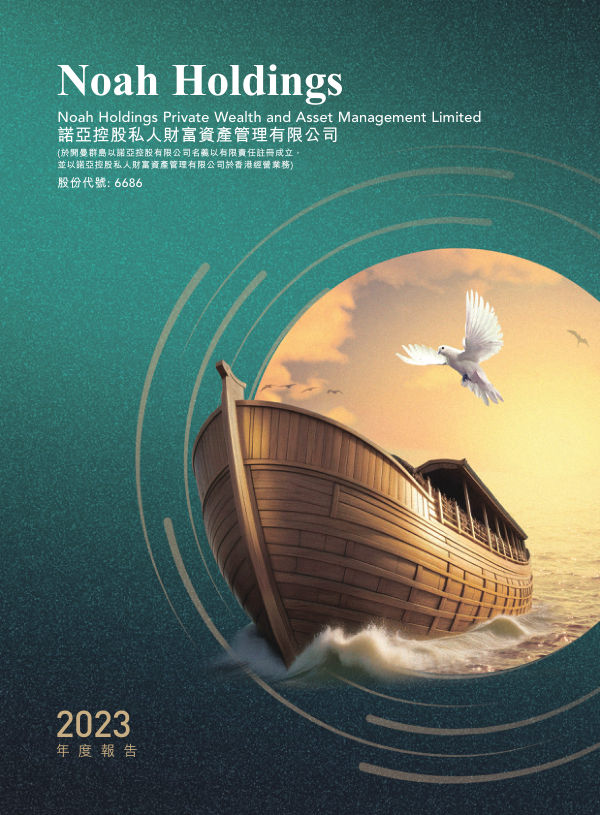 Noah Holdings
Noah Holdings Private Wealth and Asset Management Limited
諾亞控股私人財富資產管理有限公司
(於開曼群島以諾亞控股有限公司名義以有限責任註冊成立，
並以諾亞控股私人財富資產管理有限公司於香港經營業務)
股份代號: 6686
2023
年度報告